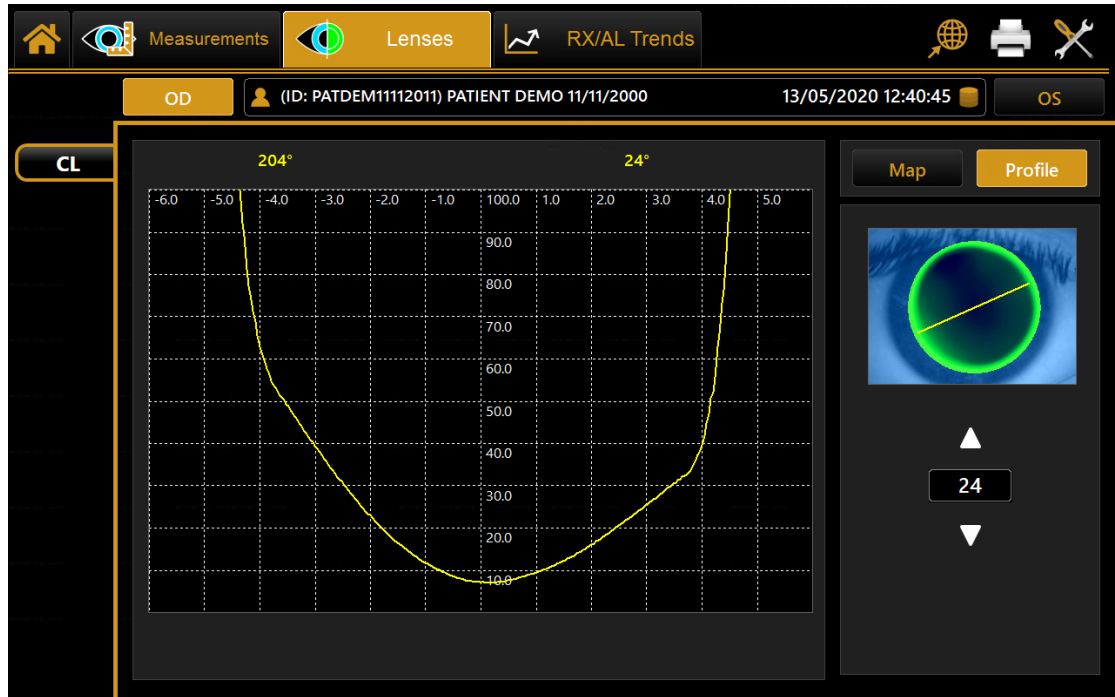 Measurements Lenses RX/AL Trends
OD (ID: PATDEM11112011) PATIENT DEMO 11/11/2000 13/05/2020 12:40:45 OS
CL
204° 24°
Map Profile
-6.0 -5.0 -4.0 -3.0 -2.0 -1.0 100.0 1.0 2.0 3.0 4.0 5.0
90.0
80.0
70.0
60.0
50.0
40.0
30.0
20.0
10.0
24